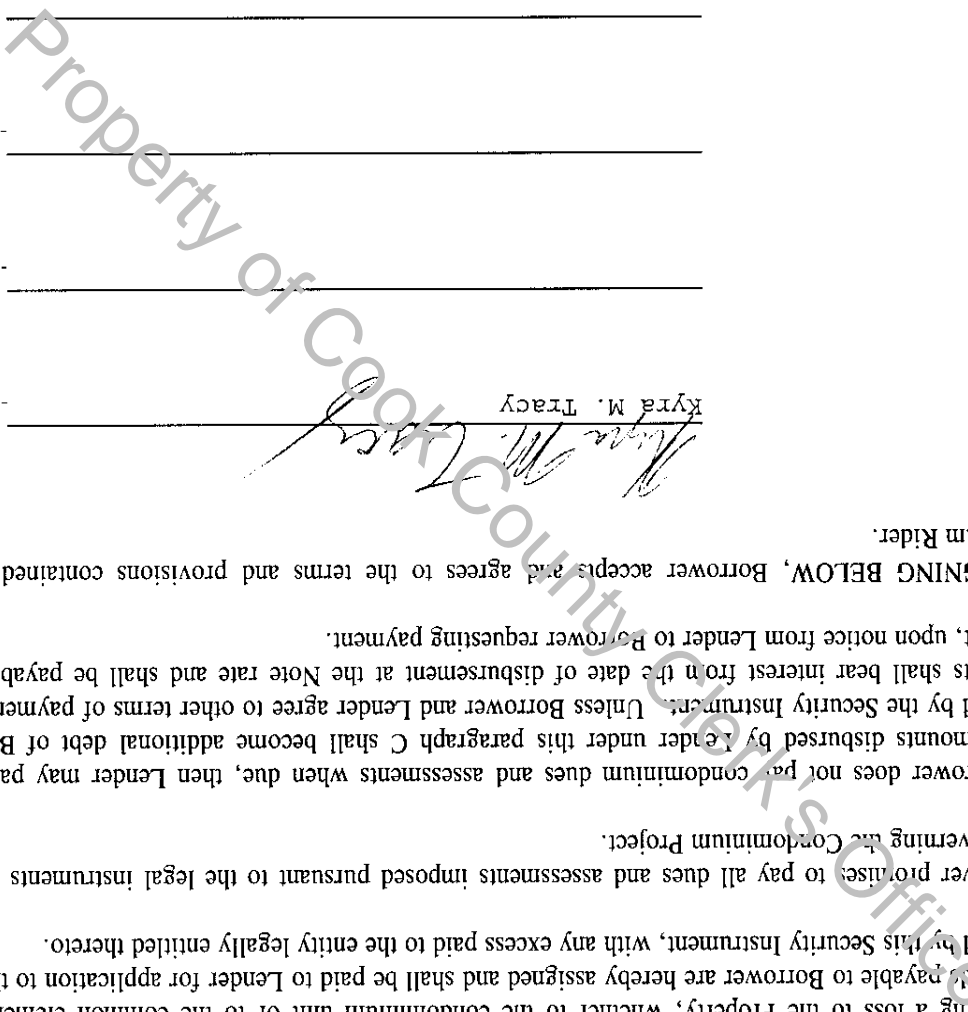 ng a loss to the Property, whether to the condominium unit or to the common elemen
payable to Borrower are hereby assigned and shall be paid to Lender for application to th
d by this Security Instrument, with any excess paid to the entity legally entitled thereto.
wer promises to pay all dues and assessments imposed pursuant to the legal instruments
verning the Condominium Project.
rower does not pay condominium dues and assessments when due, then Lender may pa
mounts disbursed by Lender under this paragraph C shall become additional debt of B
d by the Security Instrument. Unless Borrower and Lender agree to other terms of paymen
ts shall bear interest from the date of disbursement at the Note rate and shall be payab
t, upon notice from Lender to Borrower requesting payment.
GNING BELOW, Borrower accepts and agrees to the terms and provisions contained
m Rider.
Kyra M. Tracy
Kyra M. Tracy
Property of Cook County Clerk's Office